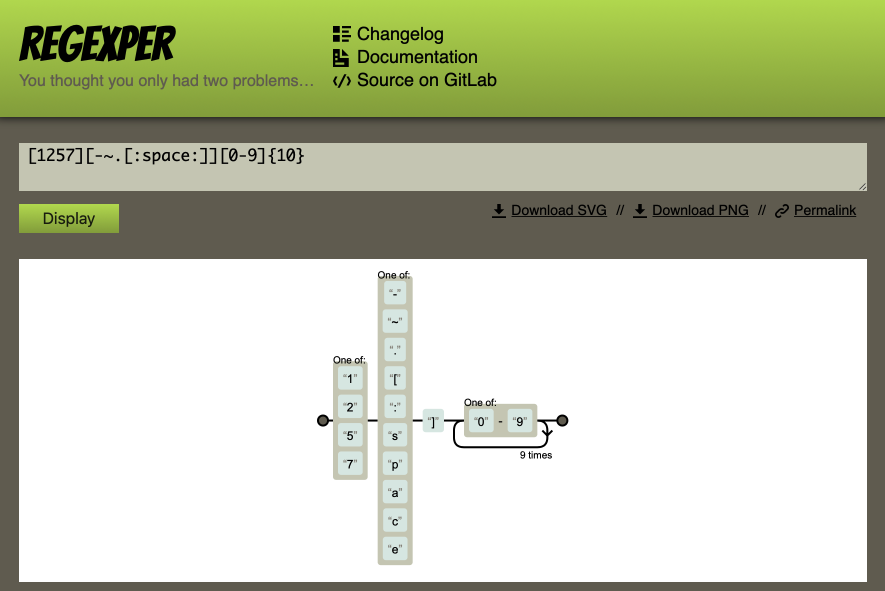 REGEXPER
You thought you only had two problems...
Changelog
Documentation
Source on GitLab
[1257][-~.[:space:]][0-9]{10}
Display
Download SVG // Download PNG // Permalink
One of:
“-”
“~”
“.”
“[”
“:”
“s”
“p”
“a”
“c”
“e”
One of:
“1”
“2”
“5”
“7”
“]”
One of:
“0” - “9”
9 times